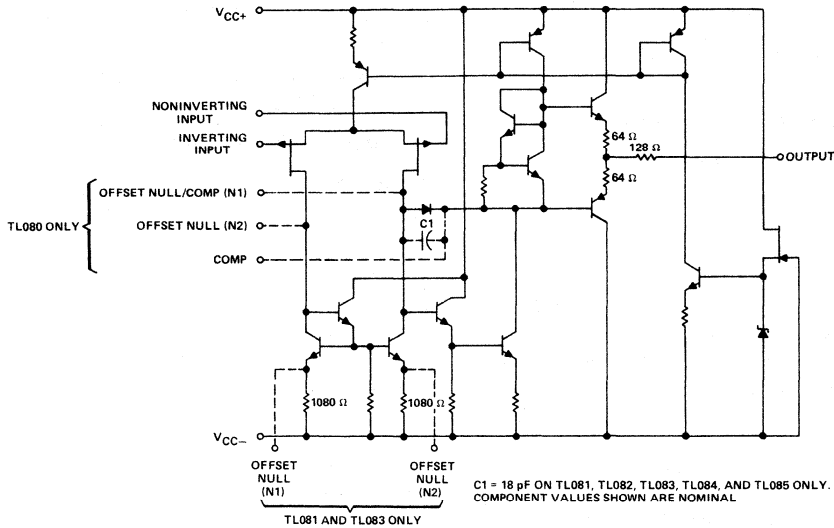 VCC+
NONINVERTING
INPUT
INVERTING
INPUT
64 Ω
128 Ω
OUTPUT
64 Ω
OFFSET NULL/COMP (N1)
C1
TL080 ONLY
OFFSET NULL (N2)
COMP
1080 Ω
1080 Ω
VCC−
OFFSET
NULL
(N1)
OFFSET
NULL
(N2)
C1 = 18 pF ON TL081, TL082, TL083, TL084, AND TL085 ONLY.
COMPONENT VALUES SHOWN ARE NOMINAL
TL081 AND TL083 ONLY